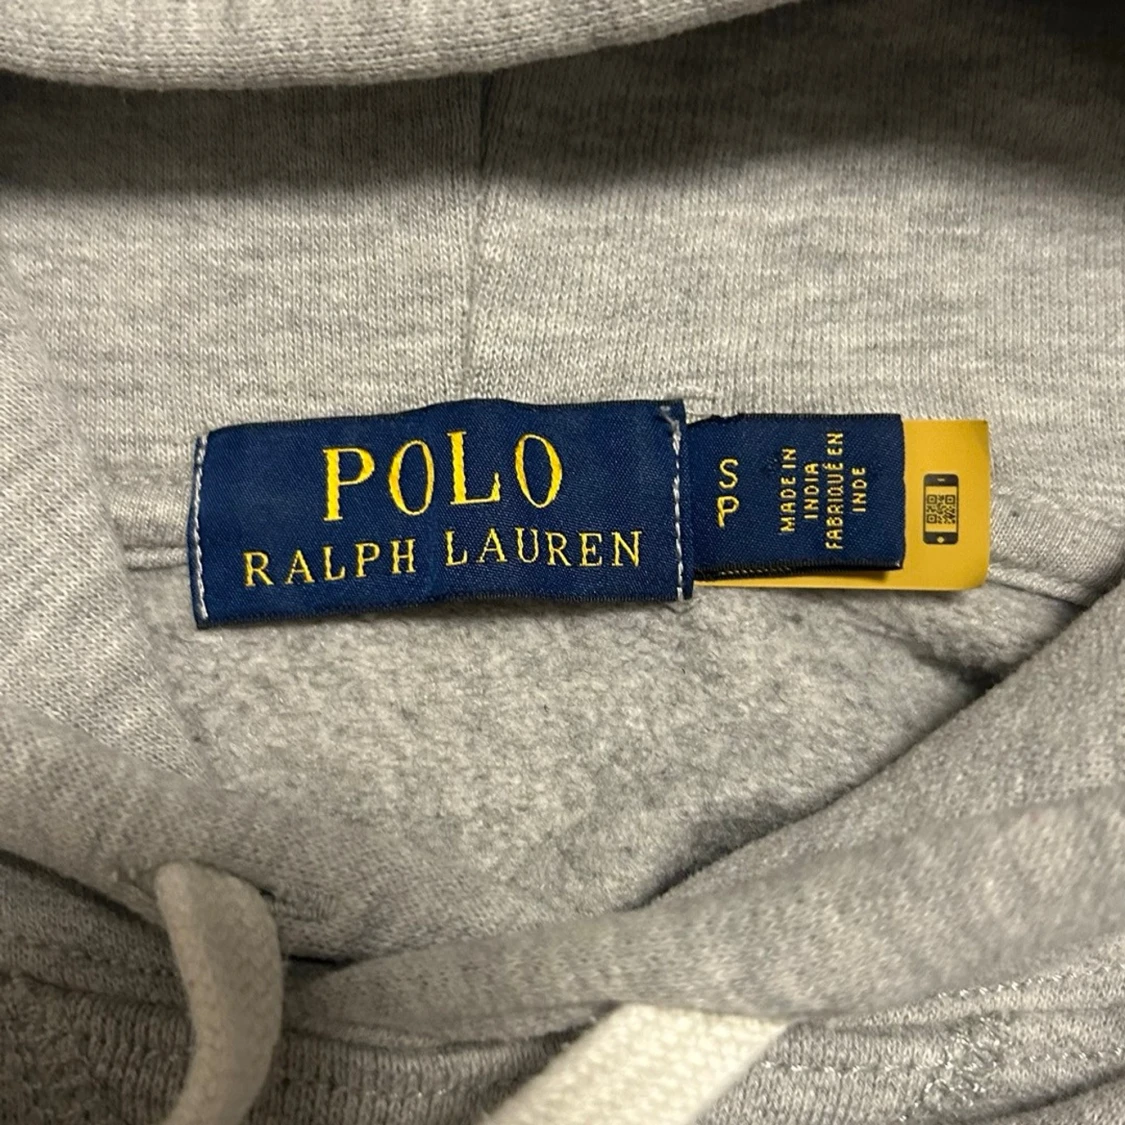 POLO
RALPH LAUREN
S
P
MADE IN
INDIA
FABRIQUÉ EN
INDE